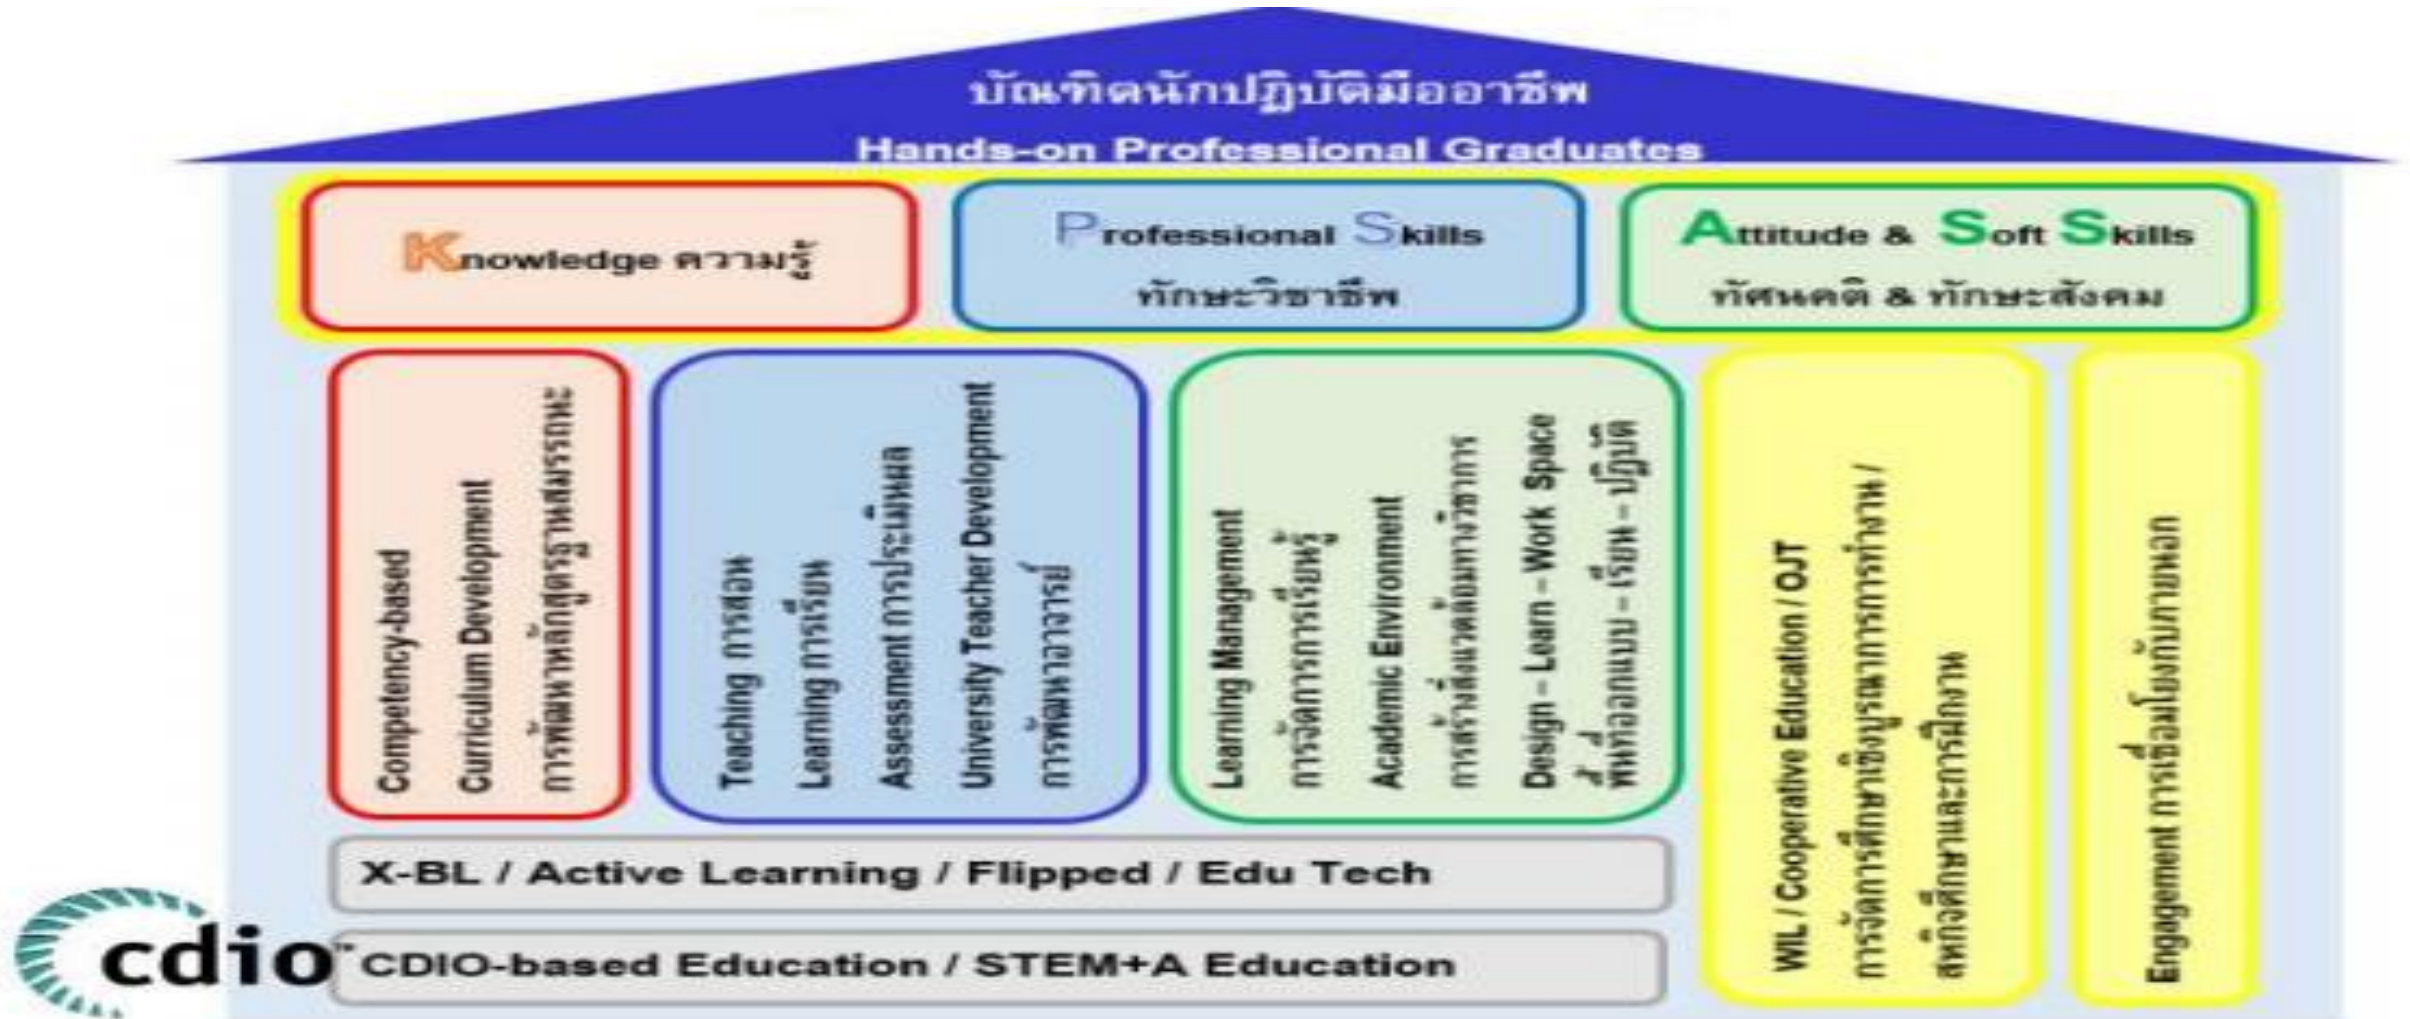 บัณฑิตนักปฏิบัติมืออาชีพ
Hands-on Professional Graduates
Knowledge ความรู้
Professional Skills
ทักษะวิชาชีพ
Attitude & Soft Skills
ทัศนคติ & ทักษะสังคม
Competency-based
Curriculum Development
การพัฒนาหลักสูตรฐานสมรรถนะ
Teaching การสอน
Learning การเรียน
Assessment การประเมินผล
University Teacher Development
การพัฒนาอาจารย์
Learning Management
การจัดการการเรียนรู้
Academic Environment
การสร้างสิ่งแวดล้อมทางวิชาการ
Design – Learn – Work Space
พื้นที่ออกแบบ – เรียน – ปฏิบัติ
WIL / Cooperative Education / OJT
การจัดการศึกษาเชิงบูรณาการการทำงาน /
สหกิจศึกษาและการฝึกงาน
Engagement การเชื่อมโยงกับภายนอก
X-BL / Active Learning / Flipped / Edu Tech
cdio™
CDIO-based Education / STEM+A Education